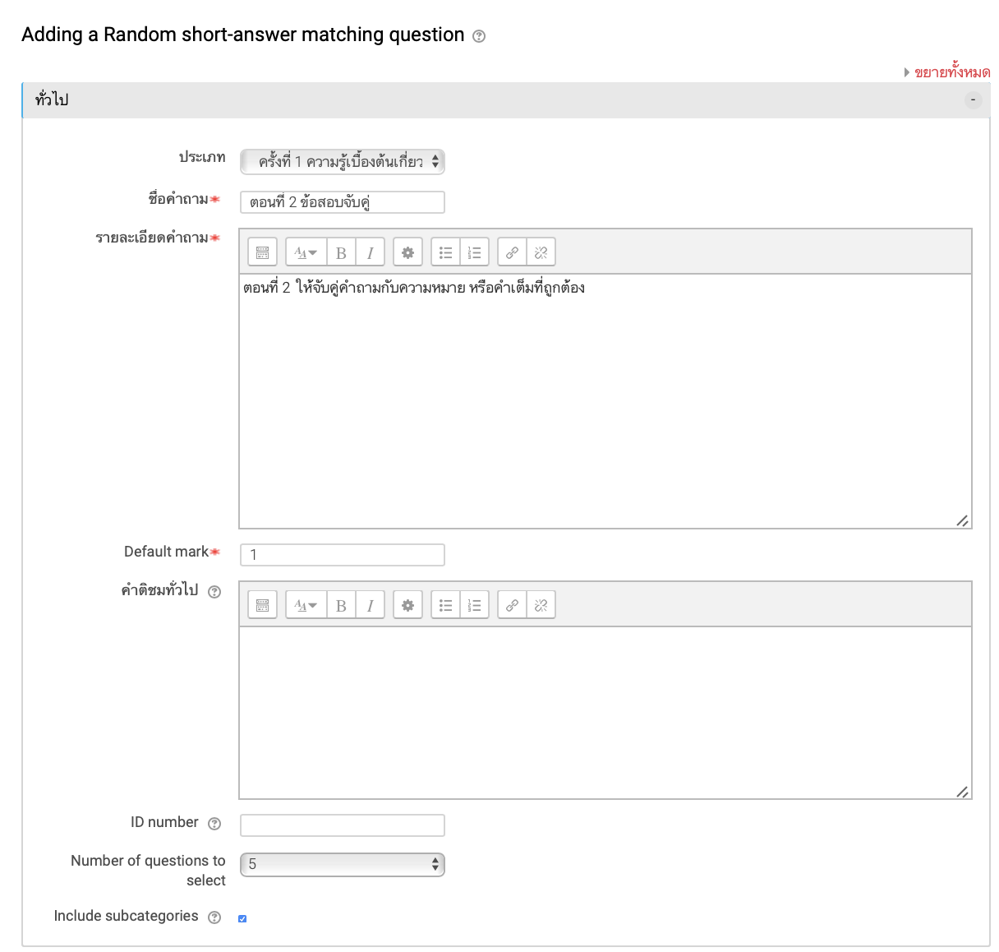 Adding a Random short-answer matching question
ขยายทั้งหมด
ทั่วไป
-
ประเภท
ครั้งที่ 1 ความรู้เบื้องต้นเกี่ยว
ชื่อคำถาม
ตอนที่ 2 ข้อสอบจับคู่
รายละเอียดคำถาม
B I
ตอนที่ 2 ให้จับคู่คำถามกับความหมาย หรือคำเต็มที่ถูกต้อง
Default mark
1
คำติชมทั่วไป
B I
ID number
Number of questions to
select
5
Include subcategories